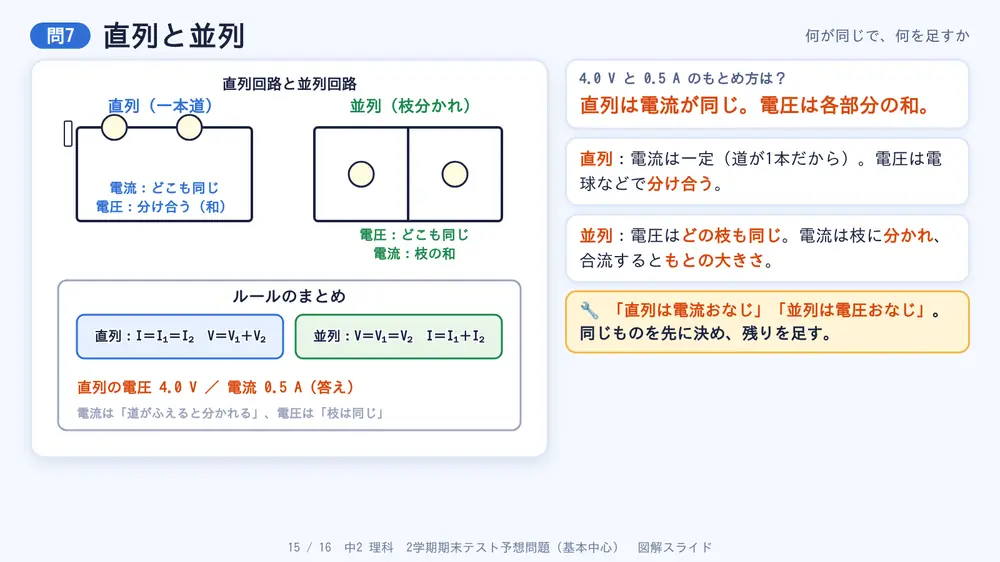 問7
直列と並列
何が同じで、何を足すか
直列回路と並列回路
直列（一本道）
並列（枝分かれ）
電流：どこも同じ
電圧：分け合う（和）
電圧：どこも同じ
電流：枝の和
ルールのまとめ
直列：I＝I₁＝I₂　V＝V₁＋V₂
並列：V＝V₁＝V₂　I＝I₁＋I₂
直列の電圧 4.0 V ／ 電流 0.5 A（答え）
電流は「道がふえると分かれる」、電圧は「枝は同じ」
4.0 V と 0.5 A のもとめ方は？
直列は電流が同じ。電圧は各部分の和。
直列：電流は一定（道が1本だから）。電圧は電
球などで分け合う。
並列：電圧はどの枝も同じ。電流は枝に分かれ、
合流するともとの大きさ。
🔧 「直列は電流おなじ」「並列は電圧おなじ」。
同じものを先に決め、残りを足す。
15 / 16　中2 理科　2学期期末テスト予想問題（基本中心）　図解スライド